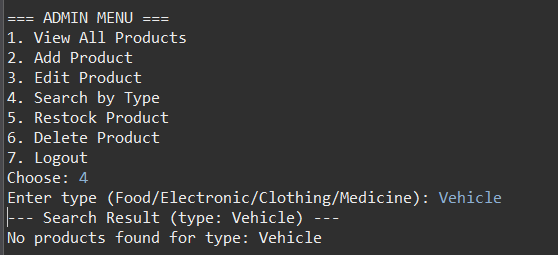 === ADMIN MENU ===
1. View All Products
2. Add Product
3. Edit Product
4. Search by Type
5. Restock Product
6. Delete Product
7. Logout
Choose: 4
Enter type (Food/Electronic/Clothing/Medicine): Vehicle
--- Search Result (type: Vehicle) ---
No products found for type: Vehicle